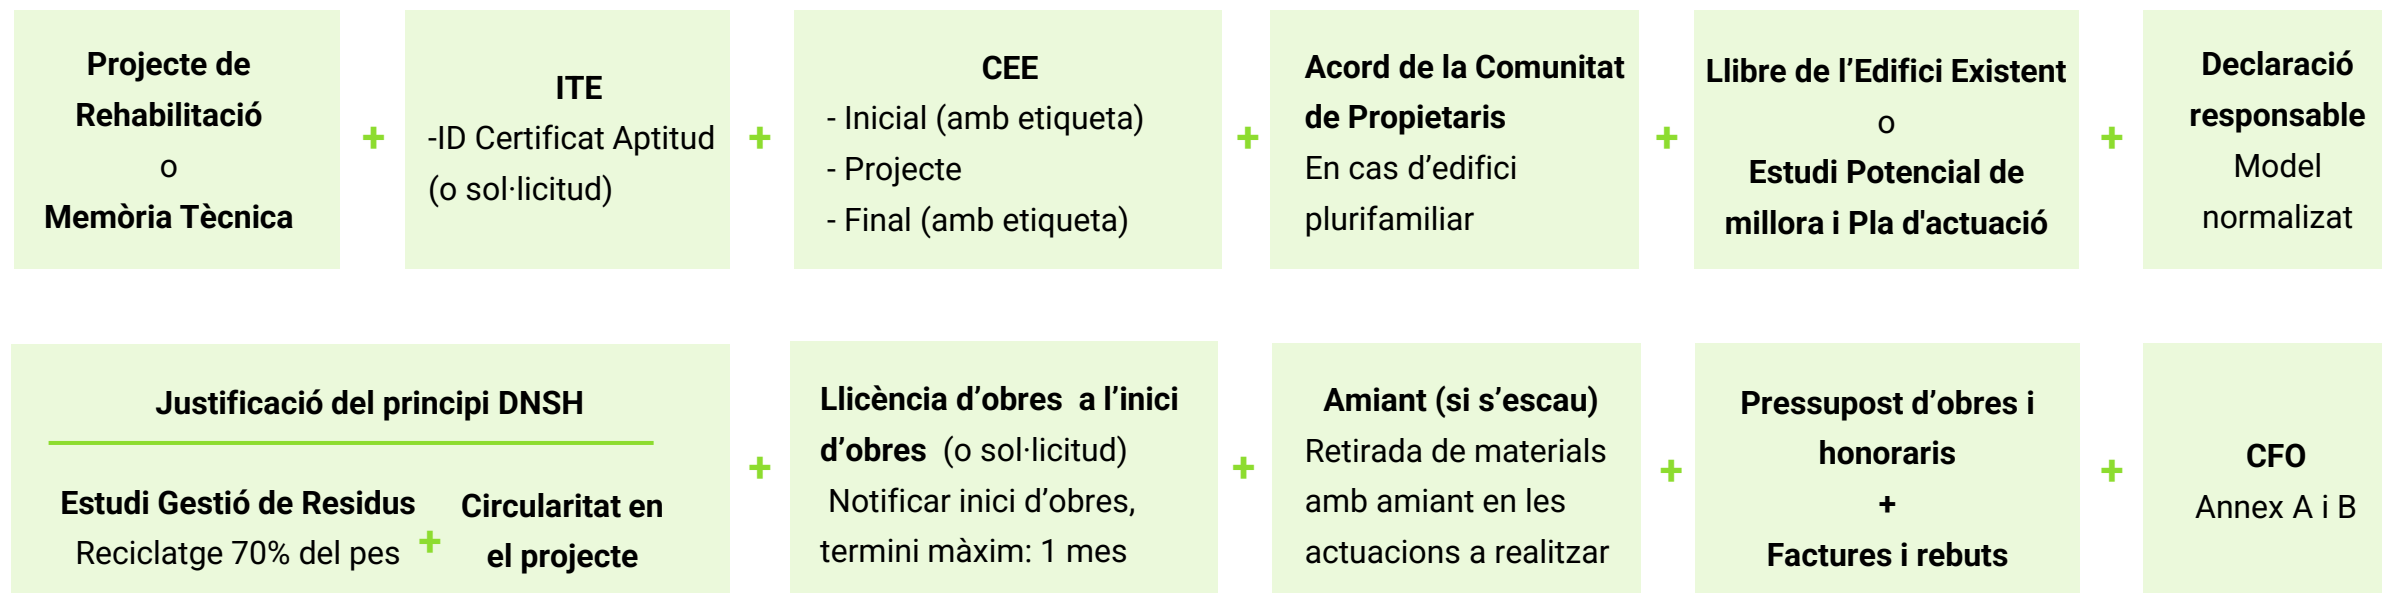 Projecte de
Rehabilitació
o
Memòria Tècnica
+
ITE
-ID Certificat Aptitud
(o sol·licitud)
+
CEE
- Inicial (amb etiqueta)
- Projecte
- Final (amb etiqueta)
+
Acord de la Comunitat
de Propietaris
En cas d’edifici
plurifamiliar
+
Llibre de l’Edifici Existent
o
Estudi Potencial de
millora i Pla d'actuació
+
Declaració
responsable
Model
normalizat
Justificació del principi DNSH
Estudi Gestió de Residus
Reciclatge 70% del pes
+
Circularitat en
el projecte
+
Llicència d’obres  a l’inici
d’obres  (o sol·licitud)
Notificar inici d’obres,
termini màxim: 1 mes
+
Amiant (si s’escau)
Retirada de materials
amb amiant en les
actuacions a realitzar
+
Pressupost d’obres i
honoraris
+
Factures i rebuts
+
CFO
Annex A i B